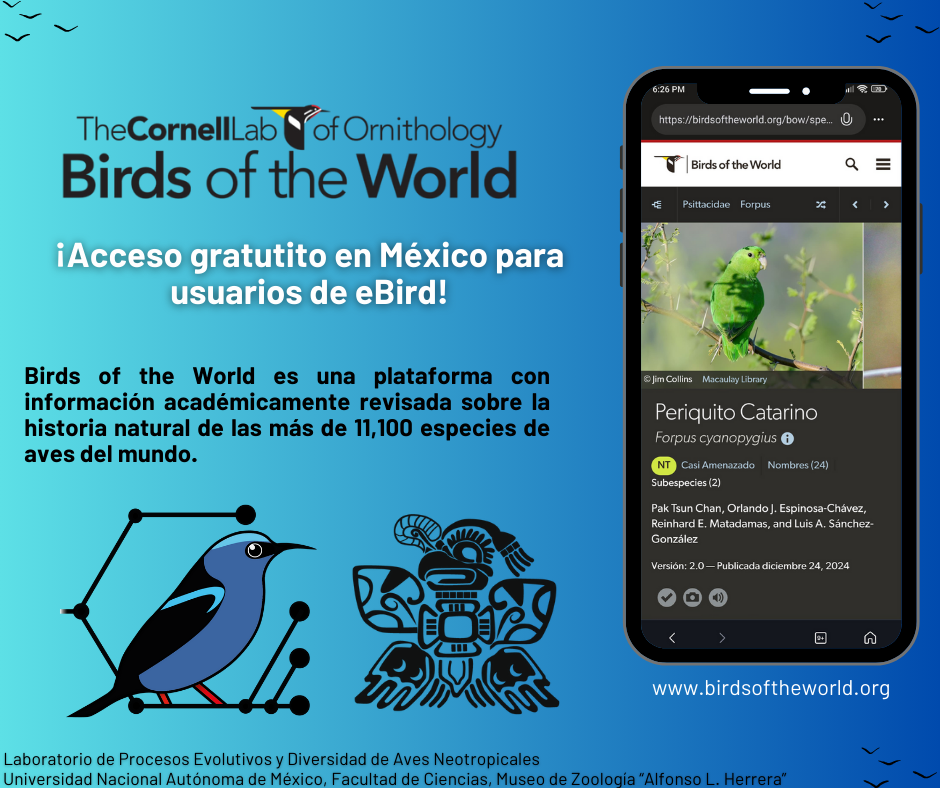 TheCornellLab of Ornithology
Birds of the World
¡Acceso gratutito en México para
usuarios de eBird!
Birds of the World es una plataforma con
información académicamente revisada sobre la
historia natural de las más de 11,100 especies de
aves del mundo.
6:26 PM
https://birdsoftheworld.org/bow/spe...
Birds of the World
Psittacidae Forpus
© Jim Collins Macaulay Library
Periquito Catarino
Forpus cyanopygius
NT Casi Amenazado Nombres (24)
Subespecies (2)
Pak Tsun Chan, Orlando J. Espinosa-Chávez,
Reinhard E. Matadamas, and Luis A. Sánchez-
González
Versión: 2.0 — Publicada diciembre 24, 2024
9+
www.birdsoftheworld.org
Laboratorio de Procesos Evolutivos y Diversidad de Aves Neotropicales
Universidad Nacional Autónoma de México, Facultad de Ciencias, Museo de Zoología “Alfonso L. Herrera”